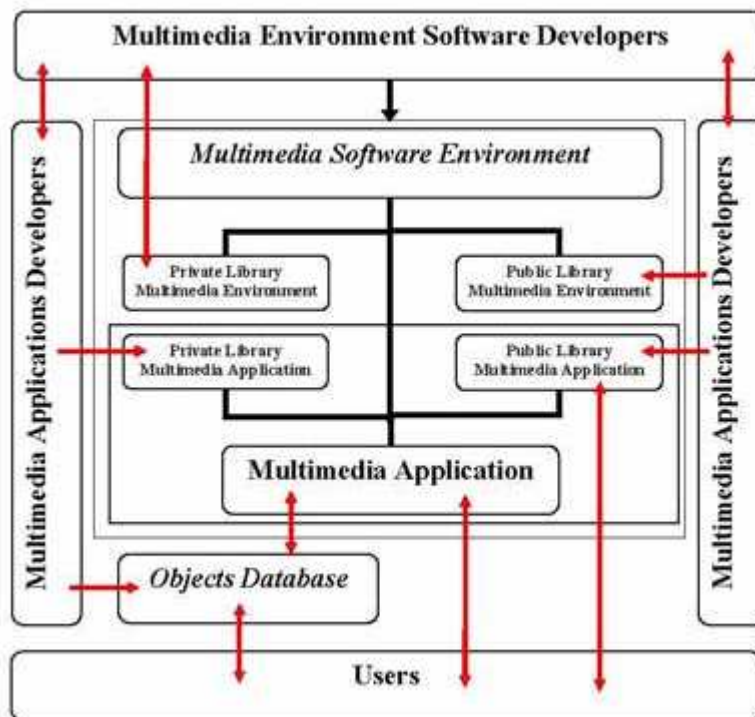 Multimedia Environment Software Developers
Multimedia Applications Developers
Multimedia Software Environment
Private Library
Multimedia Environment
Public Library
Multimedia Environment
Private Library
Multimedia Application
Public Library
Multimedia Application
Multimedia Application
Objects Database
Multimedia Applications Developers
Users